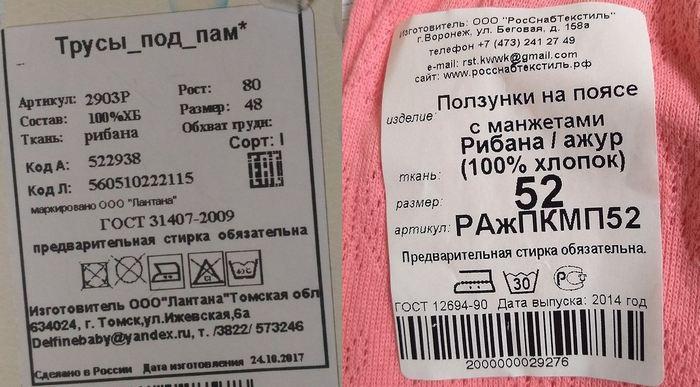 Трусы_под_пам*
Артикул: 2903Р
Рост: 80
Состав: 100%ХБ
Размер: 48
Ткань: рибана
Обхват груди:
Сорт: I
Код А: 522938
Код Л: 560510222115
маркировано ООО "Лантана"
ГОСТ 31407-2009
предварительная стирка обязательна
Изготовитель ООО"Лантана"Томская обл
634024, г. Томск,ул.Ижевская,6а
Delfinebaby@yandex.ru, т. /3822/ 573246
Сделано в России Дата изготовления 24.10.2017
Изготовитель: ООО "РосСнабТекстиль"
г.Воронеж, ул. Беговая, д. 158а
телефон +7 (473) 241 27 49
e-mail: rst.kwwk@gmail.com
сайт: www.росснабтекстиль.рф
изделие: Ползунки на поясе
с манжетами
Рибана / ажур
ткань: (100% хлопок)
размер: 52
артикул: РАжПКМП52
Предварительная стирка обязательна.
30
ГОСТ 12694-90 Дата выпуска: 2014 год
2000000029276